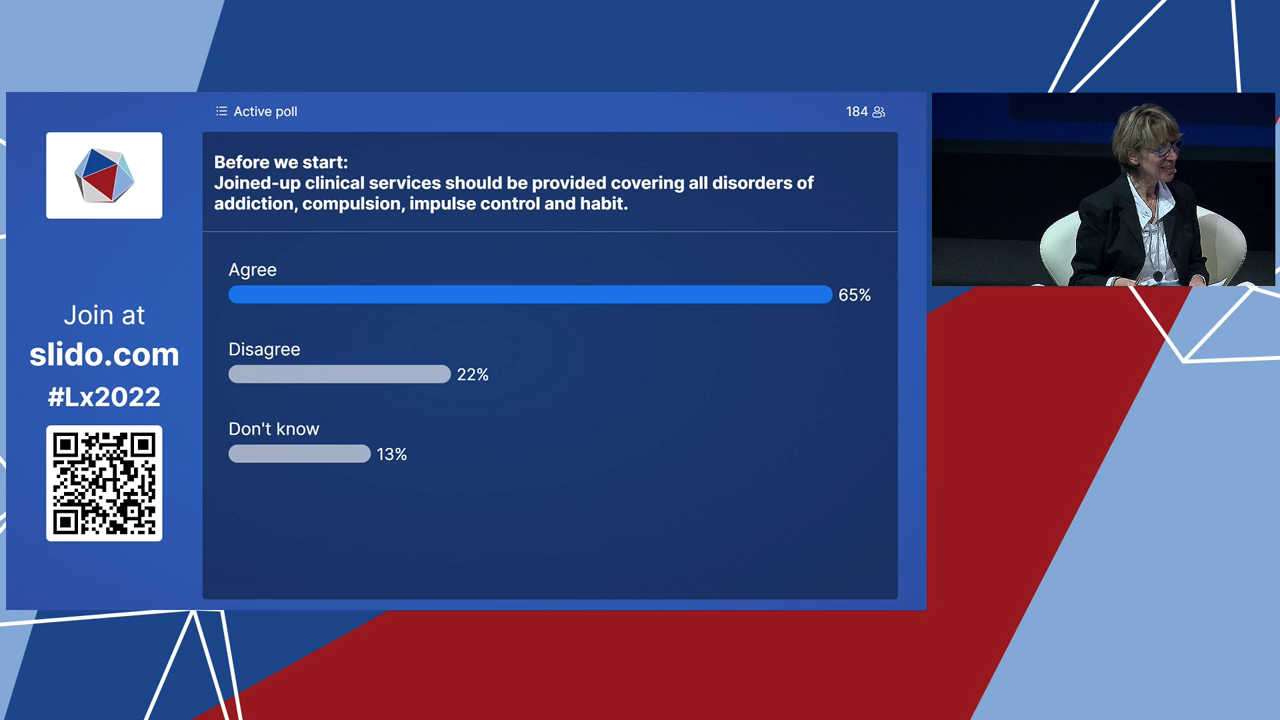 Active poll
184
Before we start:
Joined-up clinical services should be provided covering all disorders of
addiction, compulsion, impulse control and habit.
Agree
65%
Disagree
22%
Don't know
13%
Join at
slido.com
#Lx2022